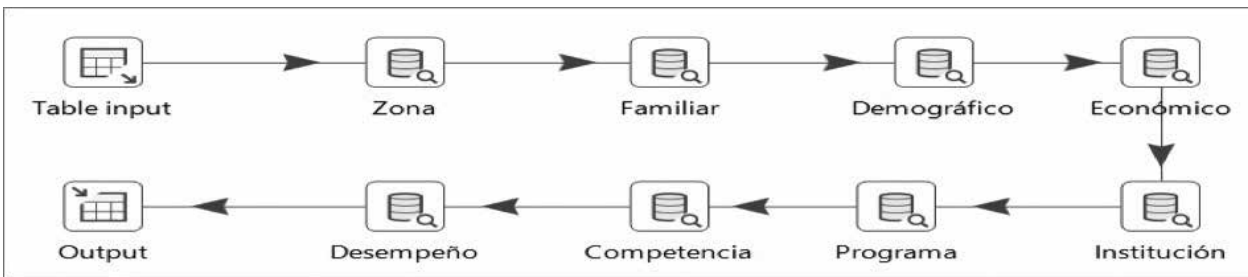 Table input
Zona
Familiar
Demográfico
Económico
Output
Desempeño
Competencia
Programa
Institución